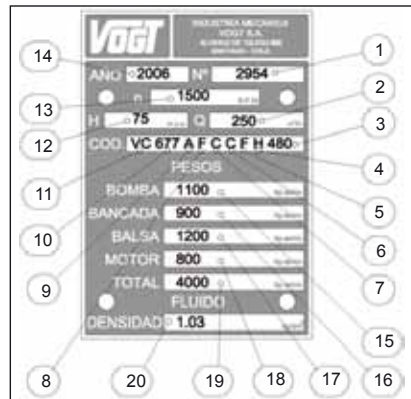 VOGT
INDUSTRIA MECANICA
VOGT S.A.
14 AÑO 2006 Nº 2954 1
13 n 1500 2
12 H 75 Q 250 3
COD. VC 677 A F C C F H 480
11 PESOS 4
10 BOMBA 1100 5
9 BANCADA 900 6
BALSA 1200 7
MOTOR 800
TOTAL 4000 15
FLUIDO
DENSIDAD 1.03
8 20 19 18 17 16